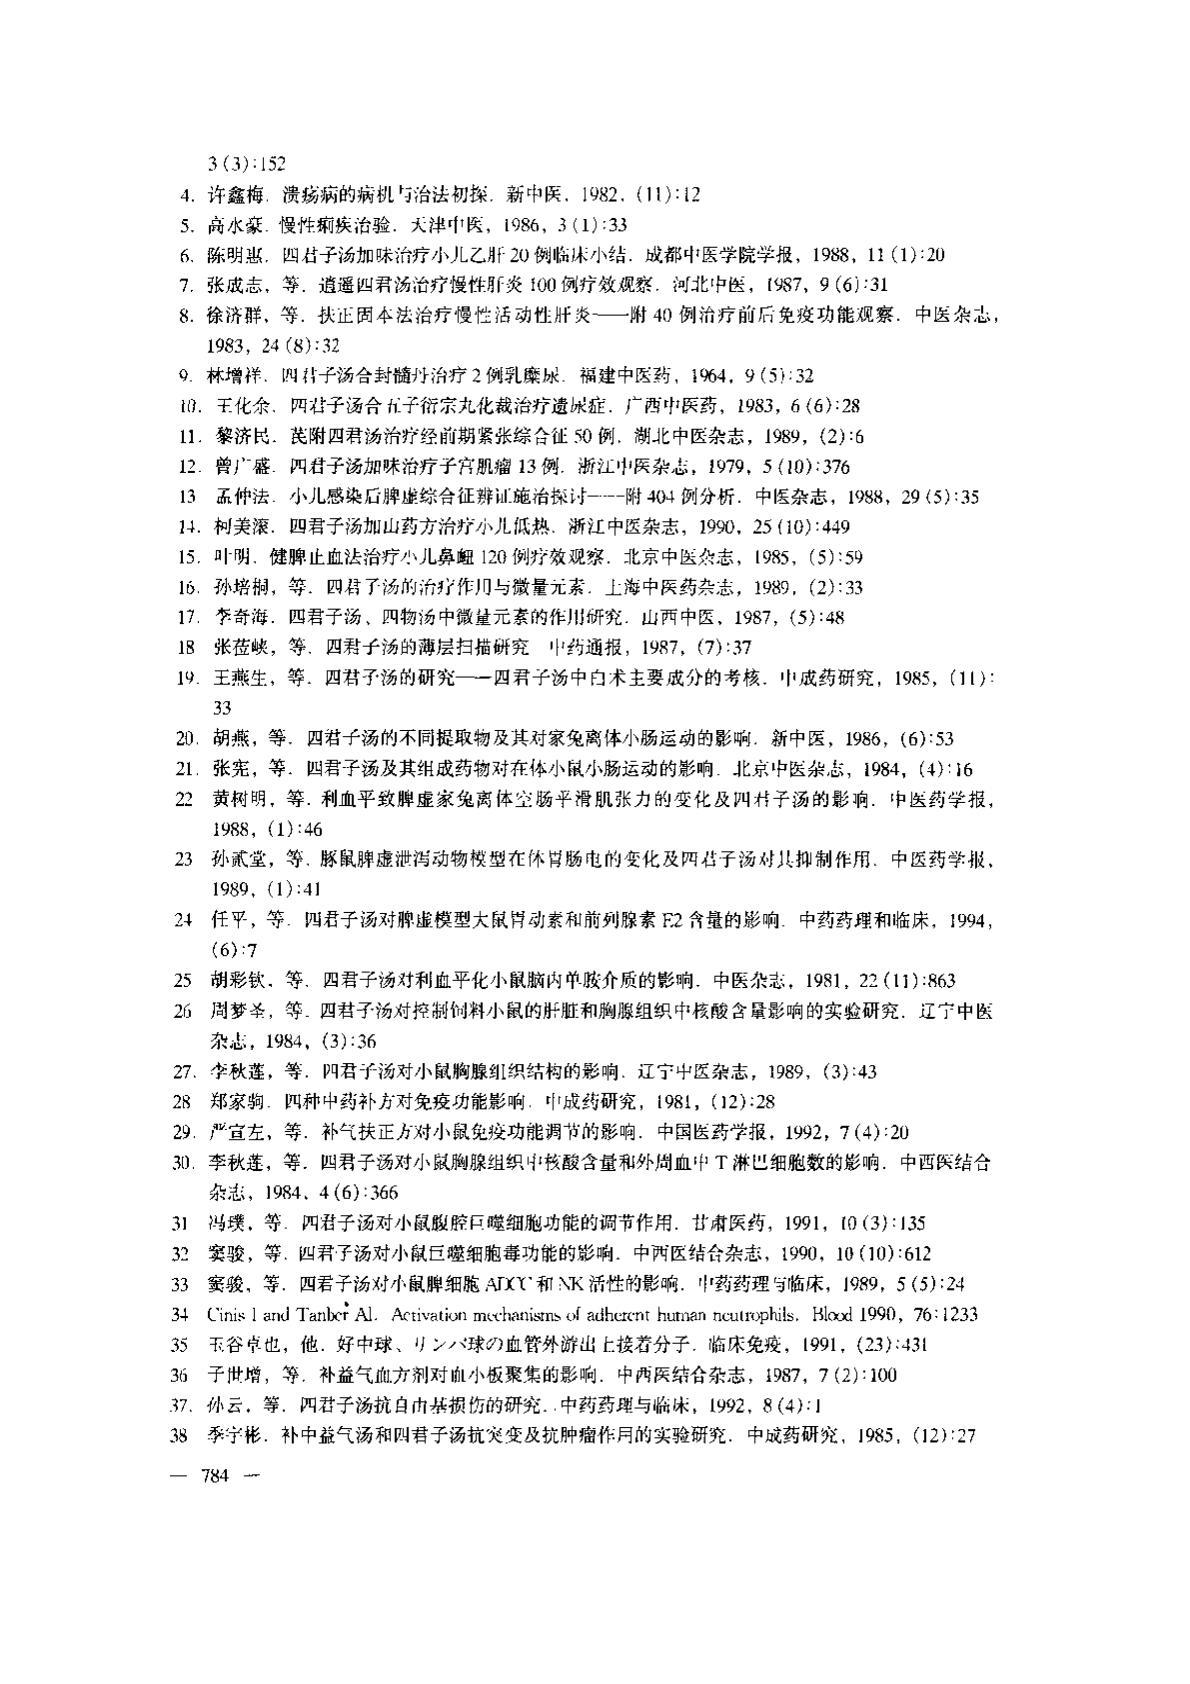 3 (3):152
4. 许鑫梅. 溃疡病的病机与治法初探. 新中医, 1982, (11):12
5. 高水豪. 慢性痢疾治验. 天津中医, 1986, 3 (1):33
6. 陈明惠. 四君子汤加味治疗小儿乙肝 20 例临床小结. 成都中医学院学报, 1988, 11 (1):20
7. 张成志, 等. 逍遥四君汤治疗慢性肝炎 100 例疗效观察. 河北中医, 1987, 9 (6):31
8. 徐济群, 等. 扶正固本法治疗慢性活动性肝炎——附 40 例治疗前后免疫功能观察. 中医杂志,
1983, 24 (8):32
9. 林增祥. 四君子汤合封髓丹治疗 2 例乳糜尿. 福建中医药, 1964, 9 (5):32
10. 王化余. 四君子汤合五子衍宗丸化裁治疗遗尿症. 广西中医药, 1983, 6 (6):28
11. 黎济民. 芪附四君汤治疗经前期紧张综合征 50 例. 湖北中医杂志, 1989, (2):6
12. 曾广盛. 四君子汤加味治疗子宫肌瘤 13 例. 浙江中医杂志, 1979, 5 (10):376
13 孟仲法. 小儿感染后脾虚综合征辨证施治探讨——附 404 例分析. 中医杂志, 1988, 29 (5):35
14. 柯美滚. 四君子汤加山药方治疗小儿低热. 浙江中医杂志, 1990, 25 (10):449
15. 叶明. 健脾止血法治疗小儿鼻衄 120 例疗效观察. 北京中医杂志, 1985, (5):59
16. 孙培桐, 等. 四君子汤的治疗作用与微量元素. 上海中医药杂志, 1989, (2):33
17. 李奇海. 四君子汤、四物汤中微量元素的作用研究. 山西中医, 1987, (5):48
18 张莅峡, 等. 四君子汤的薄层扫描研究 中药通报, 1987, (7):37
19. 王燕生, 等. 四君子汤的研究——四君子汤中白术主要成分的考核. 中成药研究, 1985, (11):
33
20. 胡燕, 等. 四君子汤的不同提取物及其对家兔离体小肠运动的影响. 新中医, 1986, (6):53
21. 张宪, 等. 四君子汤及其组成药物对在体小鼠小肠运动的影响. 北京中医杂志, 1984, (4):16
22 黄树明, 等. 利血平致脾虚家兔离体空肠平滑肌张力的变化及四君子汤的影响. 中医药学报,
1988, (1):46
23 孙贰堂, 等. 豚鼠脾虚泄泻动物模型在体胃肠电的变化及四君子汤对其抑制作用. 中医药学报,
1989, (1):41
24 任平, 等. 四君子汤对脾虚模型大鼠胃动素和前列腺素 E2 含量的影响. 中药药理和临床, 1994,
(6):7
25 胡彩钦, 等. 四君子汤对利血平化小鼠脑内单胺介质的影响. 中医杂志, 1981, 22 (11):863
26 周梦圣, 等. 四君子汤对控制饲料小鼠的肝脏和胸腺组织中核酸含量影响的实验研究. 辽宁中医
杂志, 1984, (3):36
27. 李秋莲, 等. 四君子汤对小鼠胸腺组织结构的影响. 辽宁中医杂志, 1989, (3):43
28 郑家驹. 四种中药补方对免疫功能影响. 中成药研究, 1981, (12):28
29. 严宣左, 等. 补气扶正方对小鼠免疫功能调节的影响. 中国医药学报, 1992, 7 (4):20
30. 李秋莲, 等. 四君子汤对小鼠胸腺组织中核酸含量和外周血中 T 淋巴细胞数的影响. 中西医结合
杂志, 1984, 4 (6):366
31 冯璞, 等. 四君子汤对小鼠腹腔巨噬细胞功能的调节作用. 甘肃医药, 1991, 10 (3):135
32 窦骏, 等. 四君子汤对小鼠巨噬细胞毒功能的影响. 中西医结合杂志, 1990, 10 (10):612
33 窦骏, 等. 四君子汤对小鼠脾细胞 ADCC 和 NK 活性的影响. 中药药理与临床, 1989, 5 (5):24
34 Cinis I and Tanber AI. Activation mechanisms of adherent human neutrophils. Blood 1990, 76:1233
35 玉谷卓也, 他. 好中球、リンパ球の血管外游出と接着分子. 临床免疫, 1991, (23):431
36 子世增, 等. 补益气血方剂对血小板聚集的影响. 中西医结合杂志, 1987, 7 (2):100
37. 孙云, 等. 四君子汤抗自由基损伤的研究. 中药药理与临床, 1992, 8 (4):1
38 季宇彬. 补中益气汤和四君子汤抗突变及抗肿瘤作用的实验研究. 中成药研究, 1985, (12):27
— 784 —